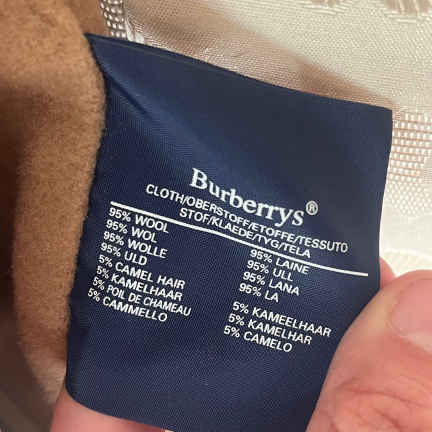 Burberrys®
CLOTH/OBERSTOFF/ETOFFE/TESSUTO
STOF/KLAEDE/TYG/TELA
95% WOOL
95% WOL
95% WOLLE
95% ULD
5% CAMEL HAIR
5% KAMELHAAR
5% POIL DE CHAMEAU
5% CAMMELLO
95% LAINE
95% ULL
95% LANA
95% LA
5% KAMEELHAAR
5% KAMELHAR
5% CAMELO